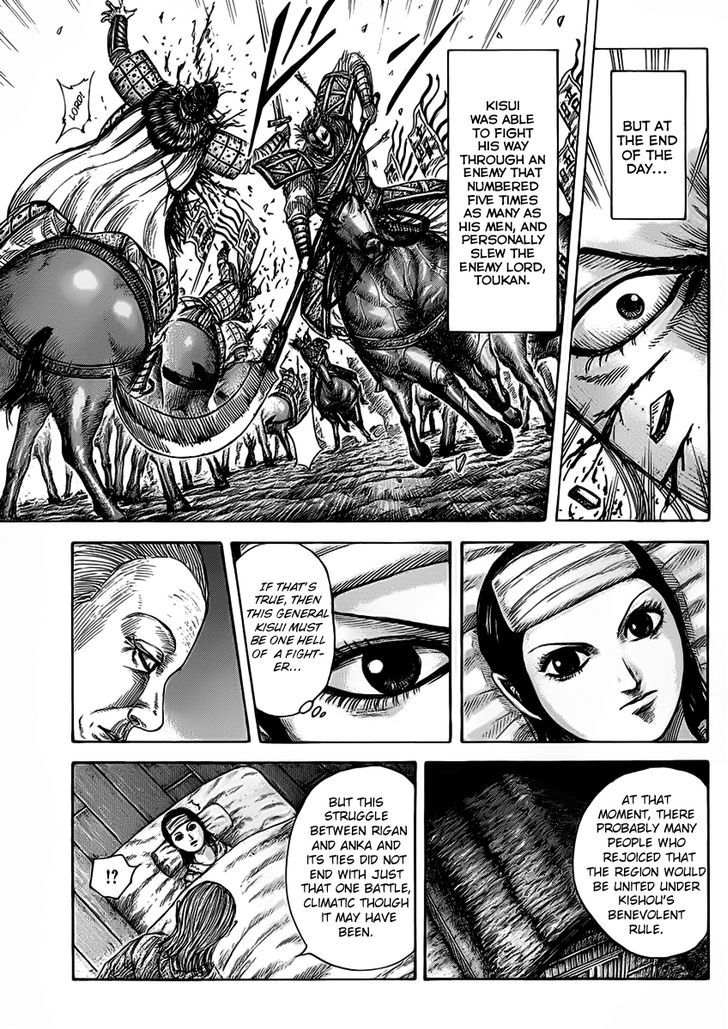 BUT AT
THE END
OF THE
DAY...
KISUI
WAS ABLE
TO FIGHT
HIS WAY
THROUGH AN
ENEMY THAT
NUMBERED
FIVE TIMES
AS MANY AS
HIS MEN, AND
PERSONALLY
SLEW THE
ENEMY LORD,
TOUKAN.
LORD!
IF THAT'S
TRUE, THEN
THIS GENERAL
KISUI MUST
BE ONE HELL
OF A FIGHT-
ER...
AT THAT
MOMENT, THERE
PROBABLY MANY
PEOPLE WHO
REJOICED THAT
THE REGION WOULD
BE UNITED UNDER
KISHOU'S
BENEVOLENT
RULE.
BUT THIS
STRUGGLE
BETWEEN RIGAN
AND ANKA AND
ITS TIES DID NOT
END WITH JUST
THAT ONE BATTLE,
CLIMATIC THOUGH
IT MAY HAVE
BEEN.
!?